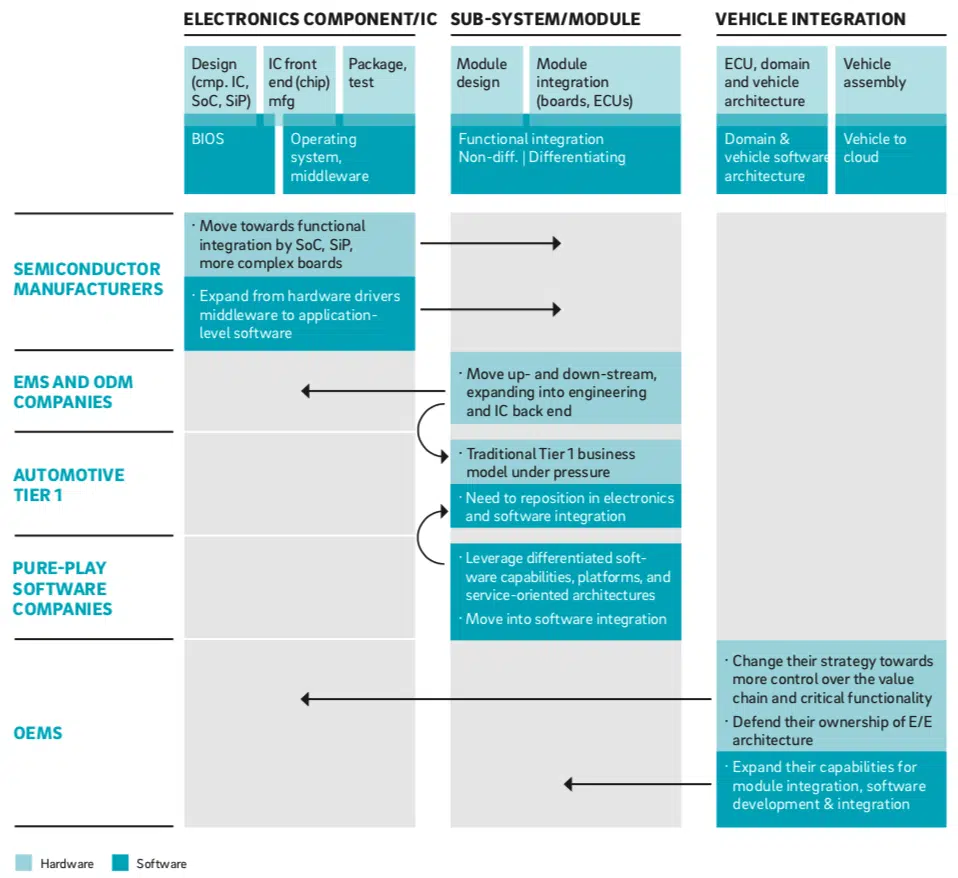 ELECTRONICS COMPONENT/IC
SUB-SYSTEM/MODULE
VEHICLE INTEGRATION
Design
(cmp. IC,
SoC, SiP)
IC front
end (chip)
mfg
Package,
test
Module
design
Module
integration
(boards, ECUs)
ECU, domain
and vehicle
architecture
Vehicle
assembly
BIOS
Operating
system,
middleware
Functional integration
Non-diff. | Differentiating
Domain &
vehicle software
architecture
Vehicle to
cloud
SEMICONDUCTOR
MANUFACTURERS
· Move towards functional
integration by SoC, SiP,
more complex boards
· Expand from hardware drivers
middleware to application-
level software
EMS AND ODM
COMPANIES
· Move up- and down-stream,
expanding into engineering
and IC back end
AUTOMOTIVE
TIER 1
· Traditional Tier 1 business
model under pressure
· Need to reposition in electronics
and software integration
PURE-PLAY
SOFTWARE
COMPANIES
· Leverage differentiated soft-
ware capabilities, platforms, and
service-oriented architectures
· Move into software integration
OEMS
· Change their strategy towards
more control over the value
chain and critical functionality
· Defend their ownership of E/E
architecture
· Expand their capabilities for
module integration, software
development & integration
Hardware
Software